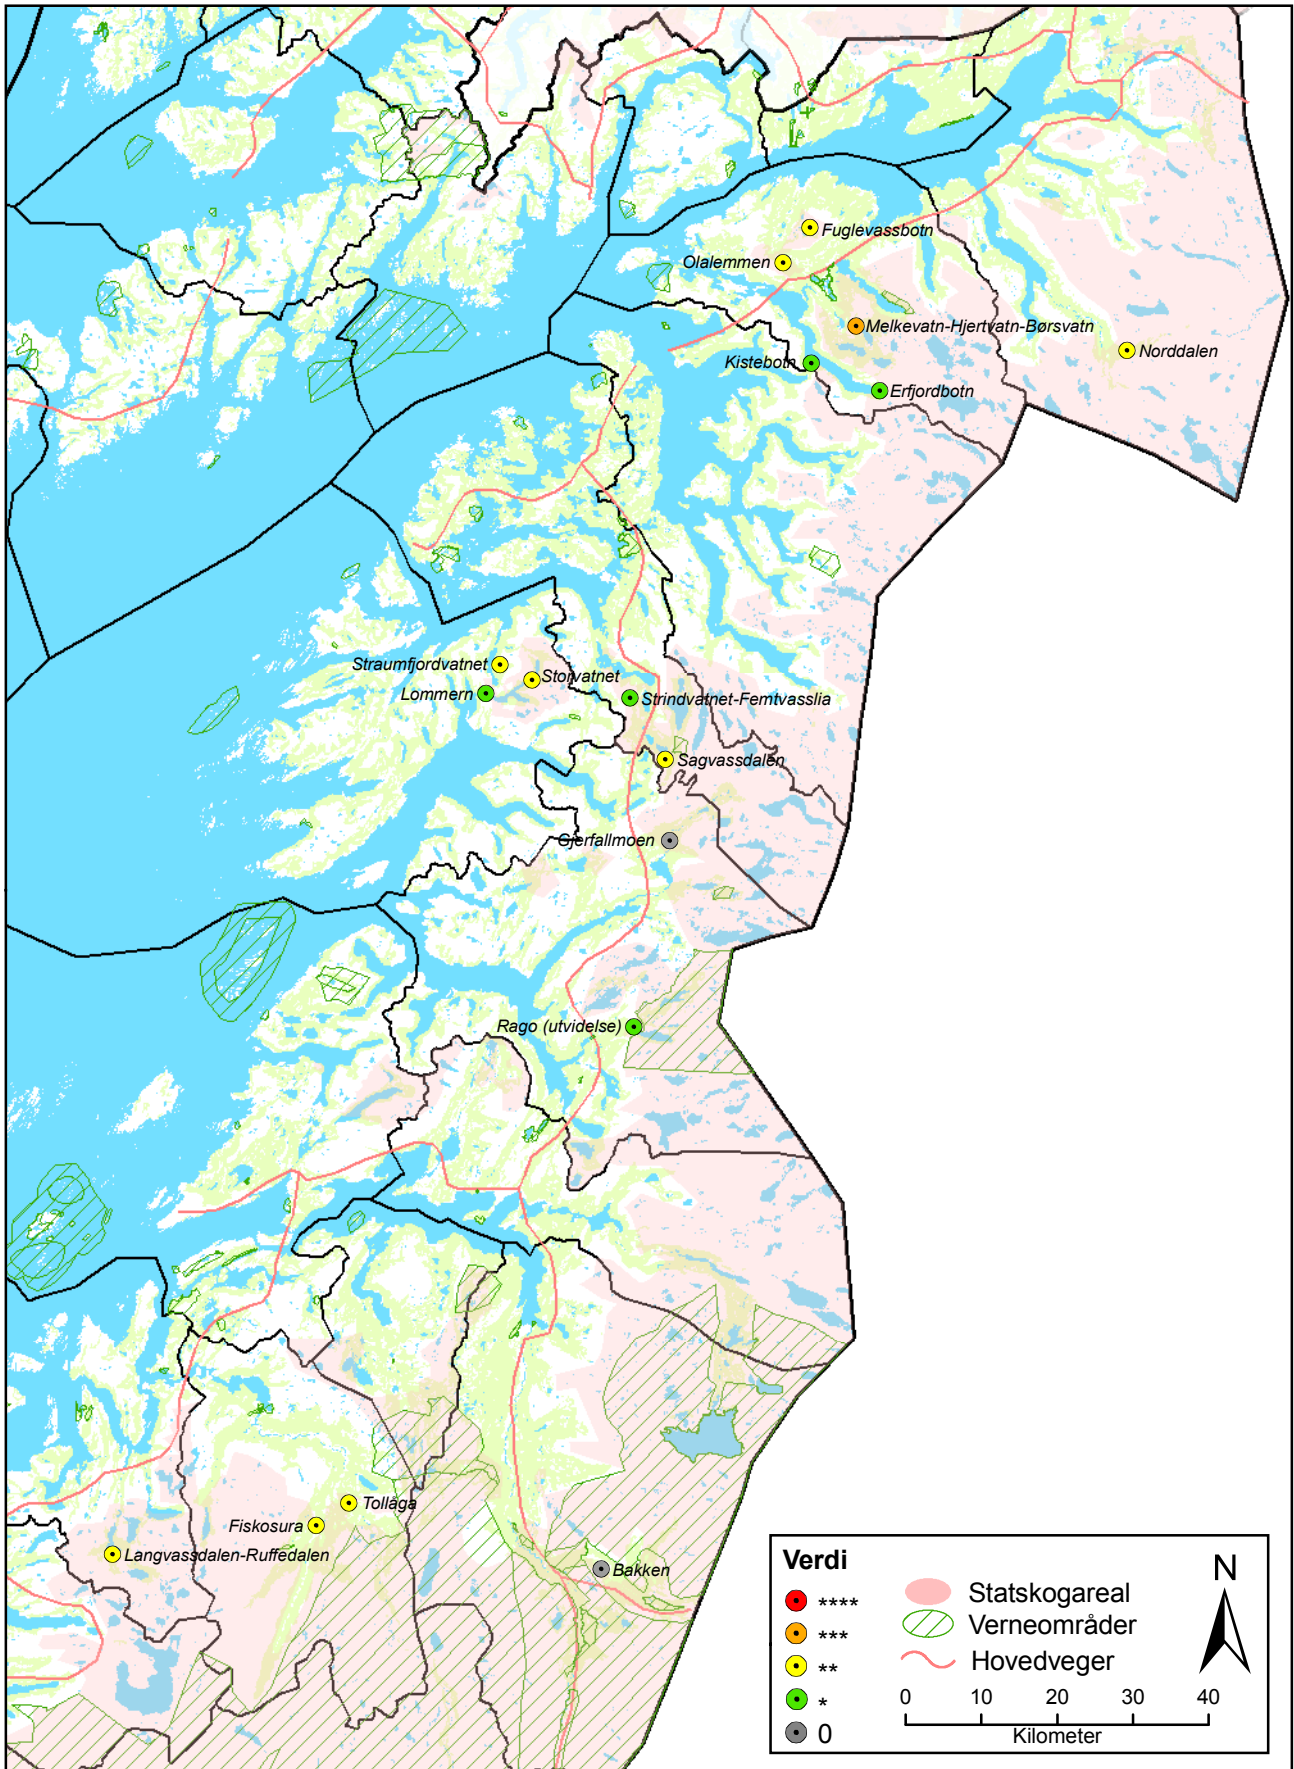 Fuglevassbotn
Olalemmen
Melkevatn-Hjertvatn-Børsvatn
Norddalen
Kistebotn
Erfjordbotn
Straumfjordvatnet
Storvatnet
Lommern
Strindvatnet-Femtvasslia
Sagvassdalen
Gjerfallmoen
Rago (utvidelse)
Tollåga
Fiskosura
Langvassdalen-Ruffedalen
Bakken
Verdi
****
***
**
*
0
Statskogareal
Verneområder
Hovedveger
N
0 10 20 30 40
Kilometer